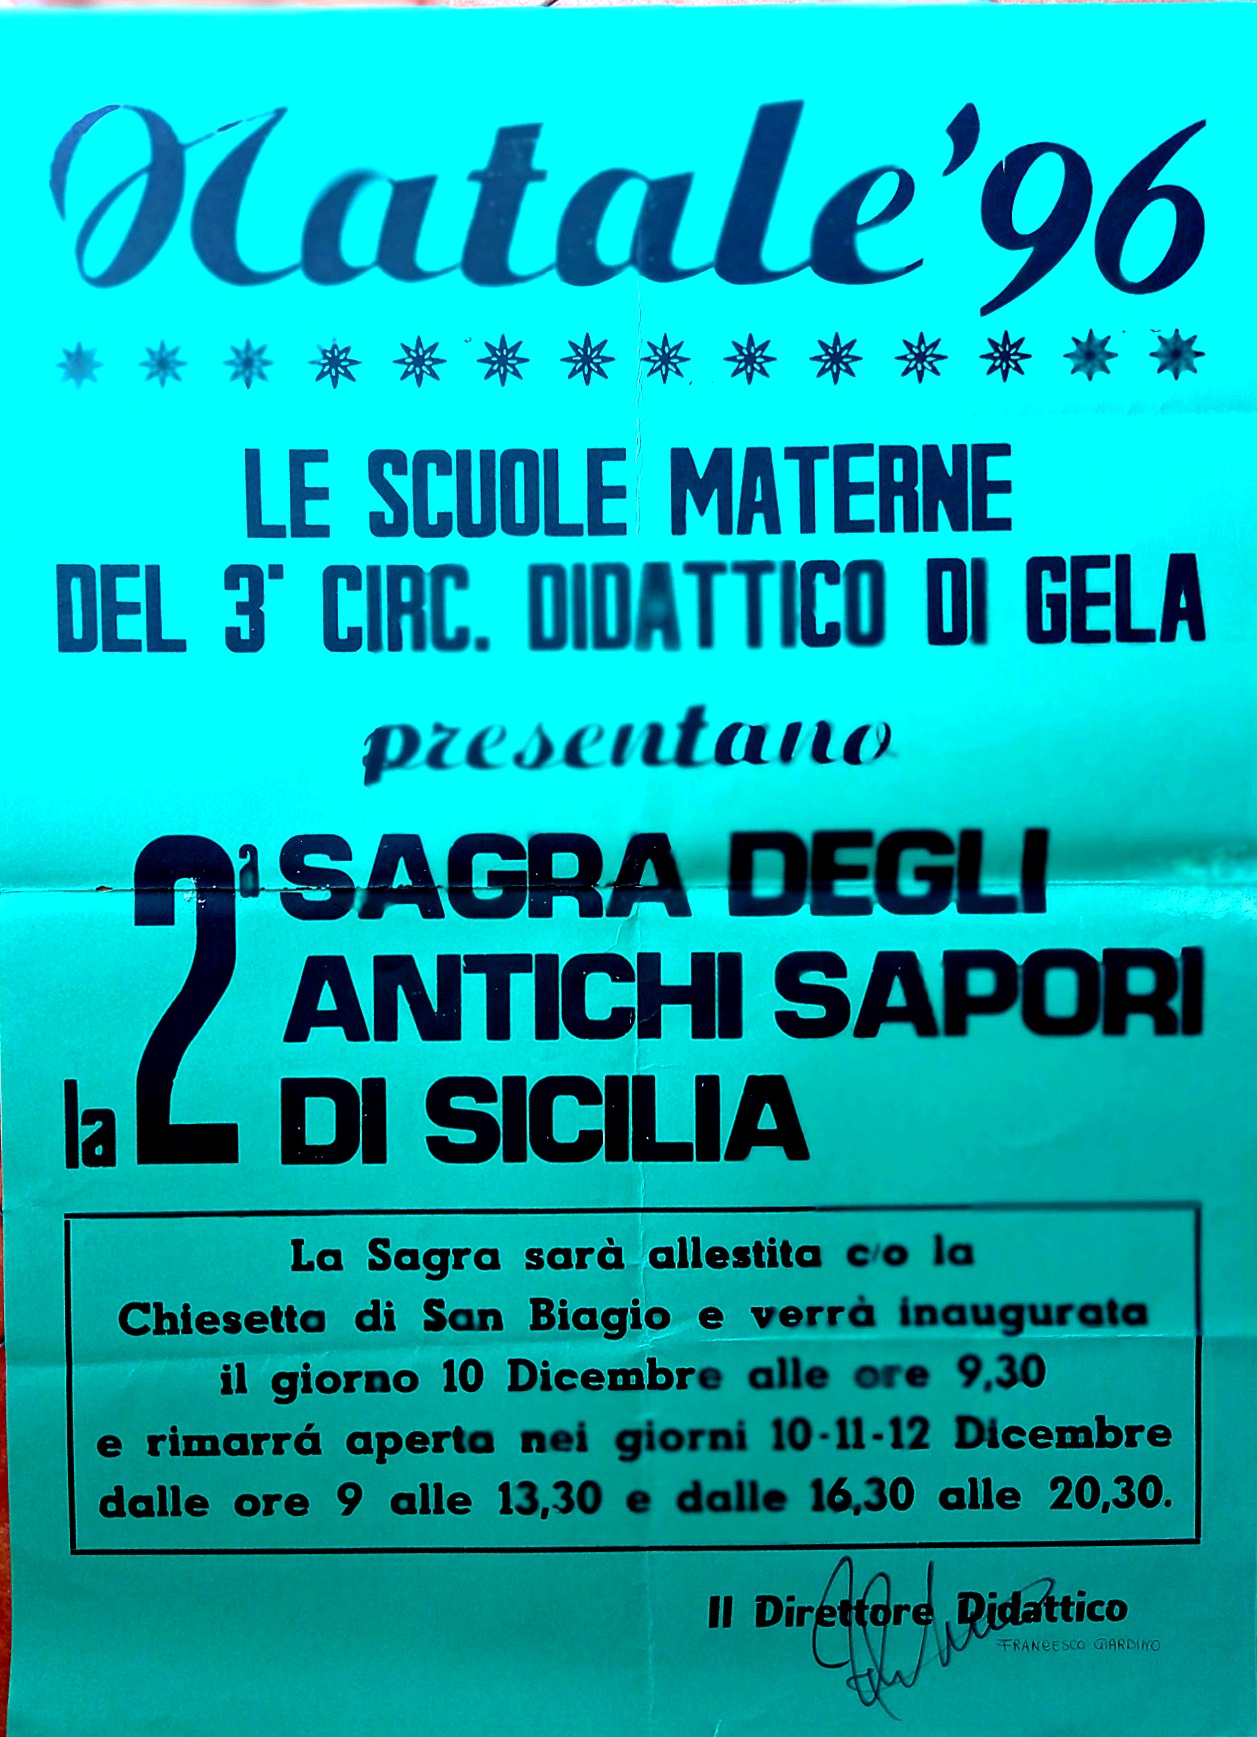 Natale '96
LE SCUOLE MATERNE
DEL 3° CIRC. DIDATTICO DI GELA
presentano
la 2ª SAGRA DEGLI
ANTICHI SAPORI
DI SICILIA
La Sagra sarà allestita c/o la
Chiesetta di San Biagio e verrà inaugurata
il giorno 10 Dicembre alle ore 9,30
e rimarrá aperta nei giorni 10-11-12 Dicembre
dalle ore 9 alle 13,30 e dalle 16,30 alle 20,30.
Il Direttore Didattico
FRANCESCO GIARDINO